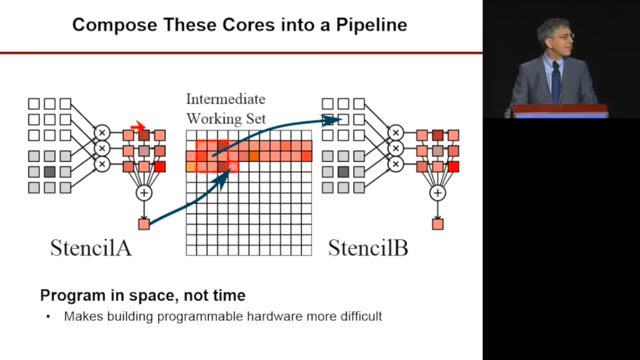 Compose These Cores into a Pipeline
Intermediate
Working Set
StencilA
StencilB
Program in space, not time
• Makes building programmable hardware more difficult